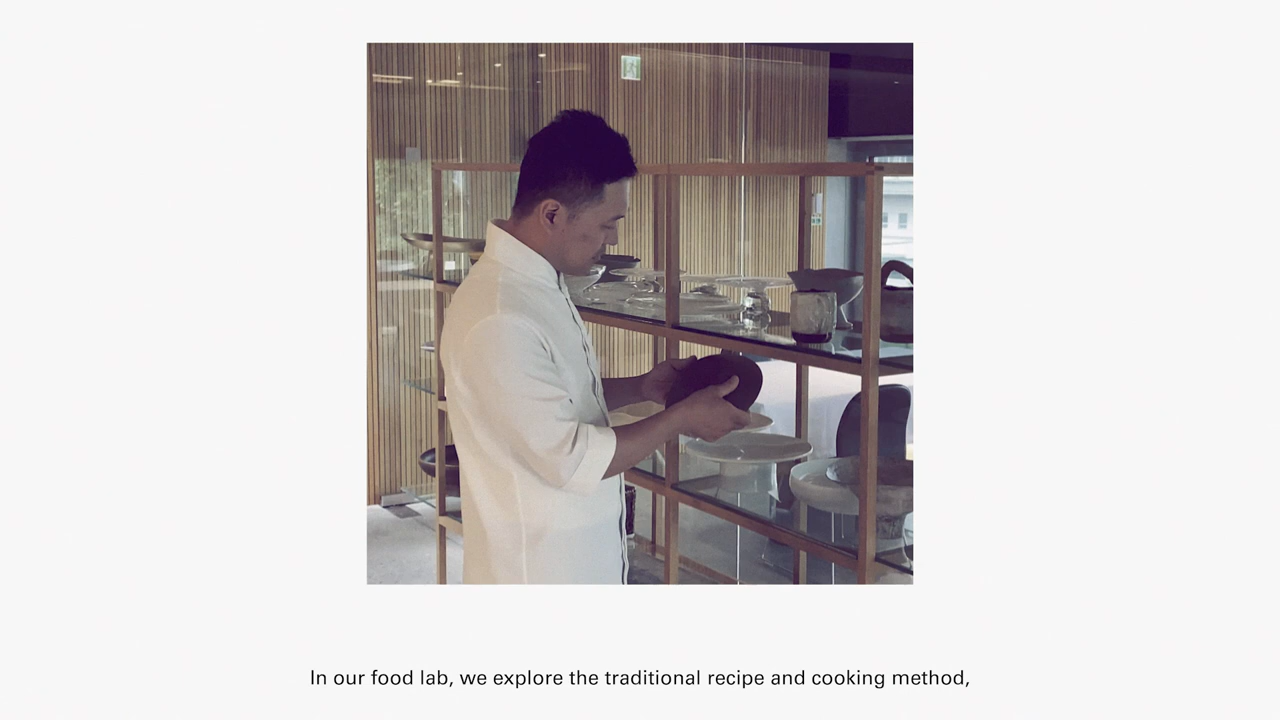 In our food lab, we explore the traditional recipe and cooking method,